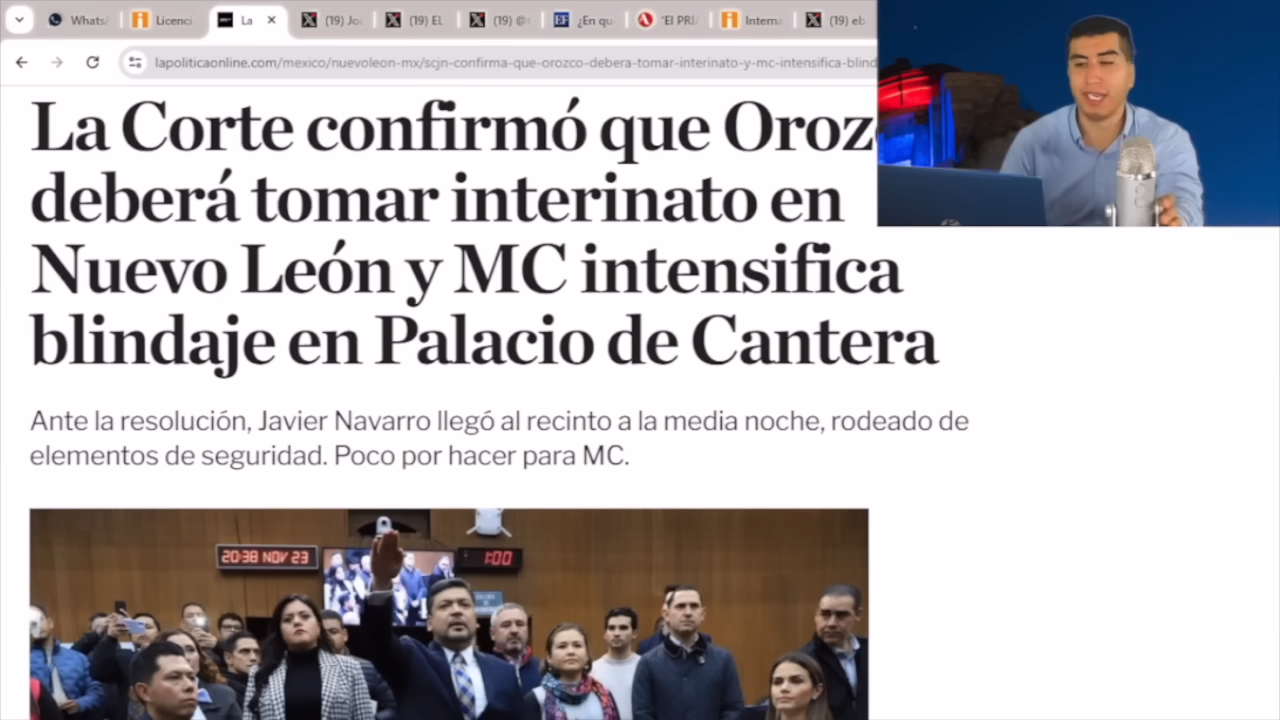 Whats
Licenci
La
(19) Jo
(19) EL
(19) @
¿En qu
"El PRI
Interna
(19) eb
lapoliticaonline.com/mexico/nuevoleon-mx/scjn-confirma-que-orozco-debera-tomar-interinato-y-mc-intensifica-blind
La Corte confirmó que Oroz
deberá tomar interinato en
Nuevo León y MC intensifica
blindaje en Palacio de Cantera
Ante la resolución, Javier Navarro llegó al recinto a la media noche, rodeado de
elementos de seguridad. Poco por hacer para MC.
20:38 NOV 23
1:00